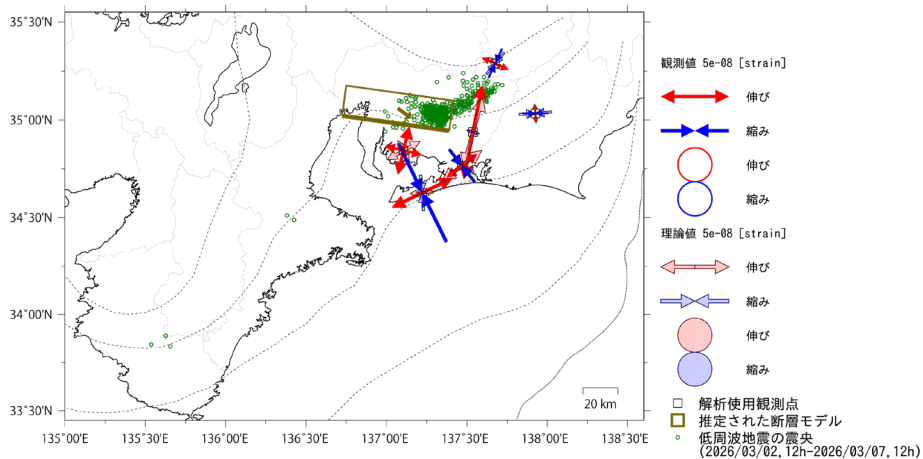 35°30'N
35°00'N
34°30'N
34°00'N
33°30'N
135°00'E
135°30'E
136°00'E
136°30'E
137°00'E
137°30'E
138°00'E
138°30'E
20 km
観測値 5e-08 [strain]
伸び
縮み
伸び
縮み
理論値 5e-08 [strain]
伸び
縮み
伸び
縮み
解析使用観測点
推定された断層モデル
低周波地震の震央
(2026/03/02,12h-2026/03/07,12h)